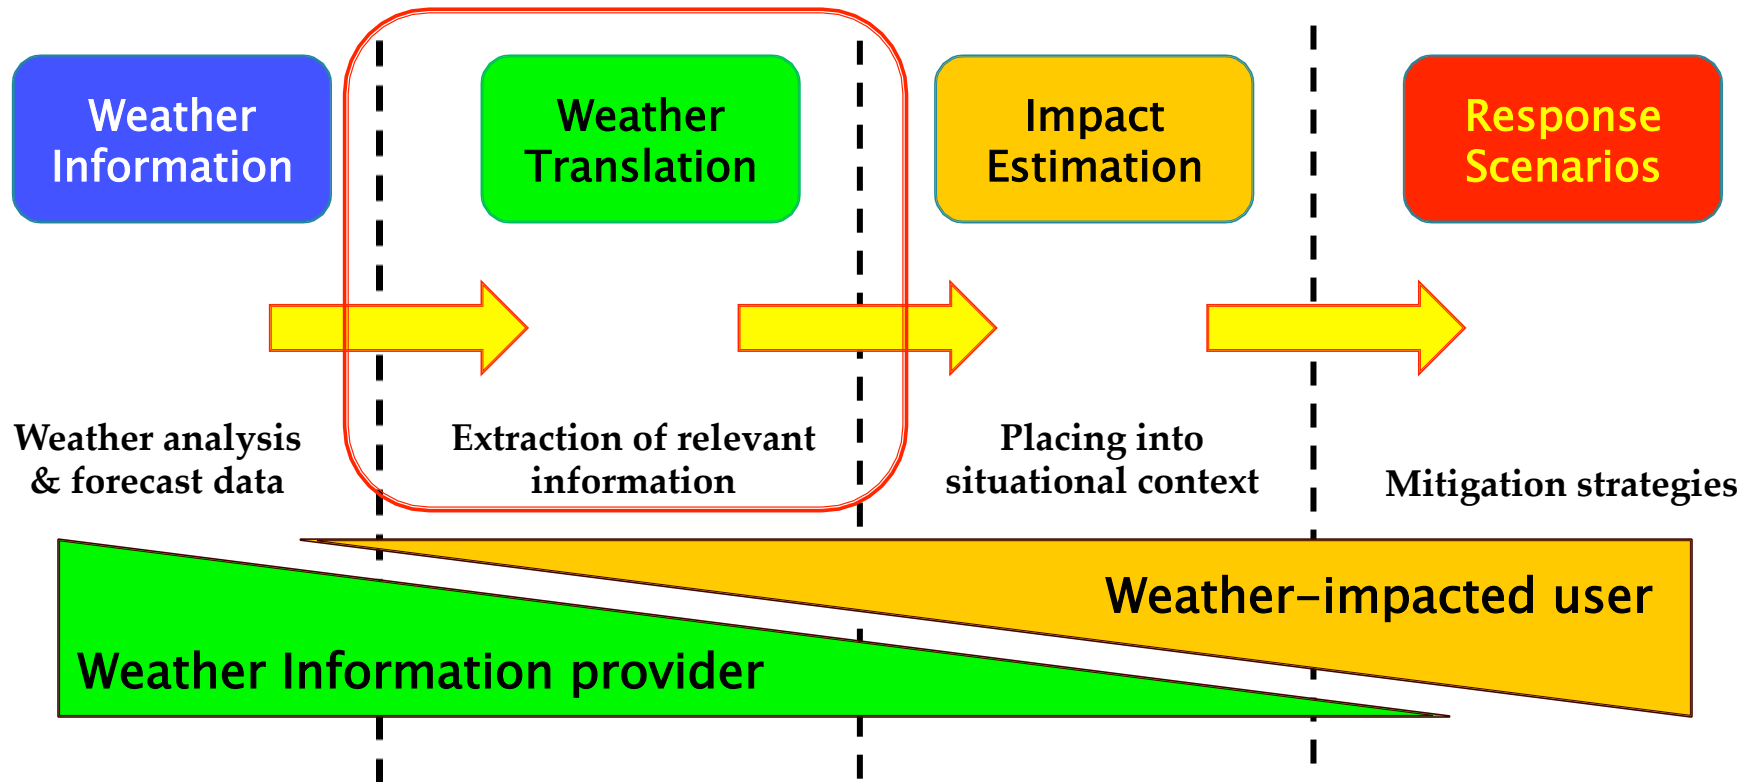 Weather
Information
Weather
Translation
Impact
Estimation
Response
Scenarios
Weather analysis
& forecast data
Extraction of relevant
information
Placing into
situational context
Mitigation strategies
Weather-impacted user
Weather Information provider